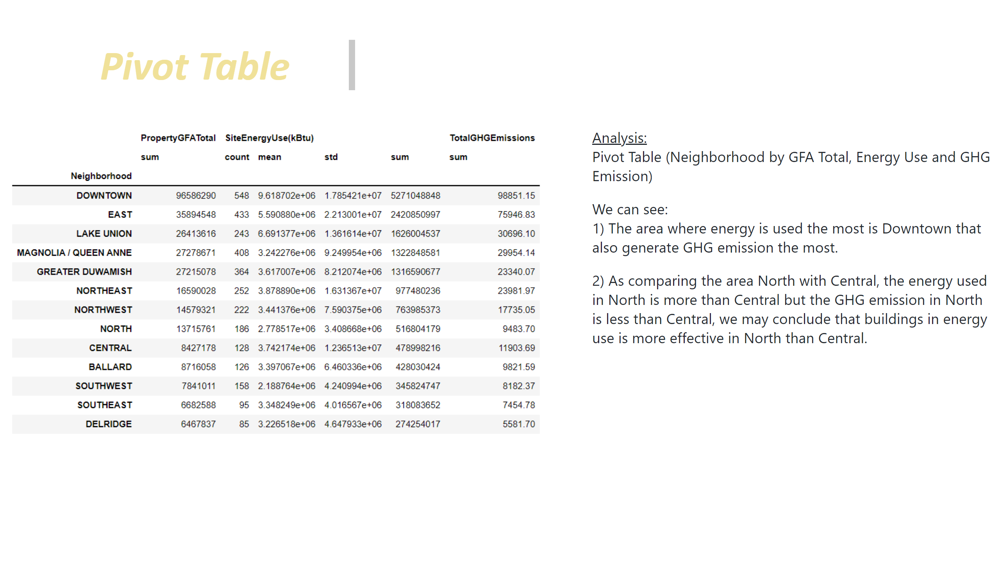 Pivot Table
PropertyGFATotal SiteEnergyUse(kBtu) TotalGHGEmissions
sum count mean std sum sum
Neighborhood
DOWNTOWN 96586290 548 9.618702e+06 1.785421e+07 5271048848 98851.15
EAST 35894548 433 5.590880e+06 2.213001e+07 2420850997 75946.83
LAKE UNION 26413616 243 6.691377e+06 1.361614e+07 1626004537 30696.10
MAGNOLIA / QUEEN ANNE 27278671 408 3.242276e+06 9.249954e+06 1322848581 29954.14
GREATER DUWAMISH 27215078 364 3.617007e+06 8.212074e+06 1316590677 23340.07
NORTHEAST 16590028 252 3.878890e+06 1.631367e+07 977480236 23981.97
NORTHWEST 14579321 222 3.441376e+06 7.590375e+06 763985373 17735.05
NORTH 13715761 186 2.778517e+06 3.408668e+06 516804179 9483.70
CENTRAL 8427178 128 3.742174e+06 1.236513e+07 478998216 11903.69
BALLARD 8716058 126 3.397067e+06 6.460336e+06 428030424 9821.59
SOUTHWEST 7841011 158 2.188764e+06 4.240994e+06 345824747 8182.37
SOUTHEAST 6682588 95 3.348249e+06 4.016567e+06 318083652 7454.78
DELRIDGE 6467837 85 3.226518e+06 4.647933e+06 274254017 5581.70
Analysis:
Pivot Table (Neighborhood by GFA Total, Energy Use and GHG
Emission)
We can see:
1) The area where energy is used the most is Downtown that
also generate GHG emission the most.
2) As comparing the area North with Central, the energy used
in North is more than Central but the GHG emission in North
is less than Central, we may conclude that buildings in energy
use is more effective in North than Central.